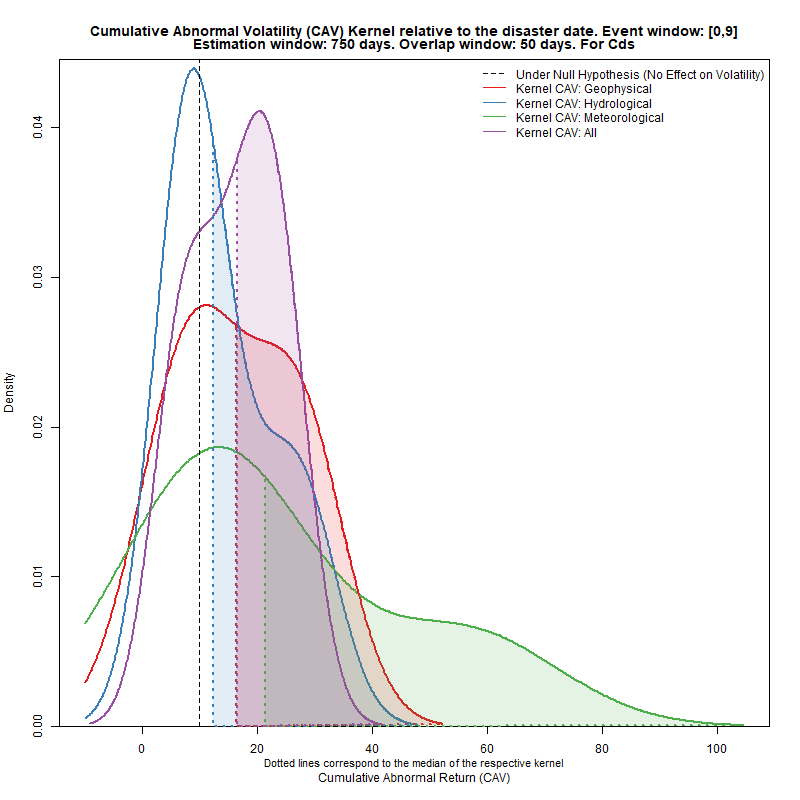 Cumulative Abnormal Volatility (CAV) Kernel relative to the disaster date. Event window: [0,9]
Estimation window: 750 days. Overlap window: 50 days. For Cds
Under Null Hypothesis (No Effect on Volatility)
Kernel CAV: Geophysical
Kernel CAV: Hydrological
Kernel CAV: Meteorological
Kernel CAV: All
0.04
0.03
0.02
0.01
0.00
Density
0 20 40 60 80 100
Dotted lines correspond to the median of the respective kernel
Cumulative Abnormal Return (CAV)